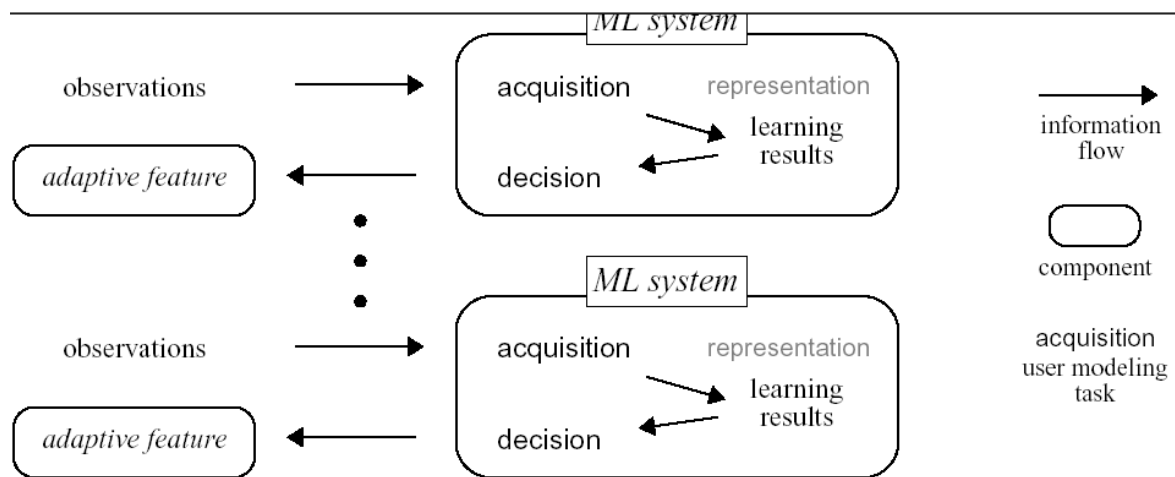 ML system
observations
acquisition
representation
learning
results
adaptive feature
decision
ML system
observations
acquisition
representation
learning
results
adaptive feature
decision
information
flow
component
acquisition
user modeling
task